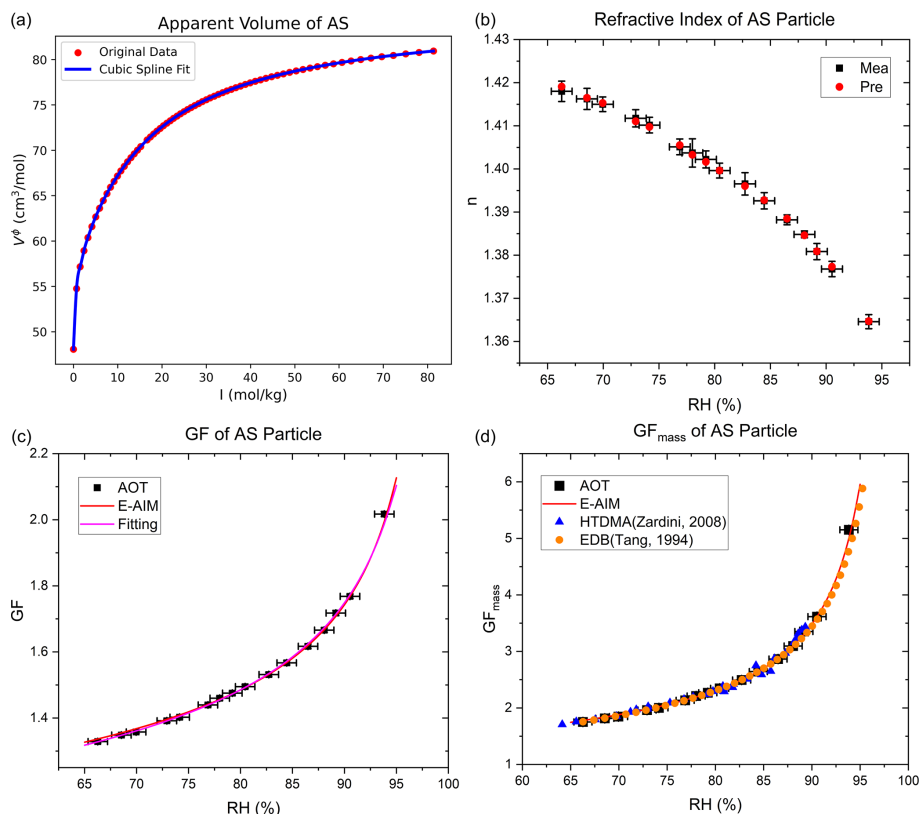 (a)
Apparent Volume of AS
Original Data
Cubic Spline Fit
V^ϕ (cm³/mol)
80
75
70
65
60
55
50
0 10 20 30 40 50 60 70 80
I (mol/kg)
(b)
Refractive Index of AS Particle
Mea
Pre
n
1.43
1.42
1.41
1.40
1.39
1.38
1.37
1.36
65 70 75 80 85 90 95
RH (%)
(c)
GF of AS Particle
AOT
E-AIM
Fitting
GF
2.2
2.0
1.8
1.6
1.4
65 70 75 80 85 90 95 100
RH (%)
(d)
GF_mass of AS Particle
AOT
E-AIM
HTDMA(Zardini, 2008)
EDB(Tang, 1994)
GF_mass
6
5
4
3
2
1
60 65 70 75 80 85 90 95 100
RH (%)